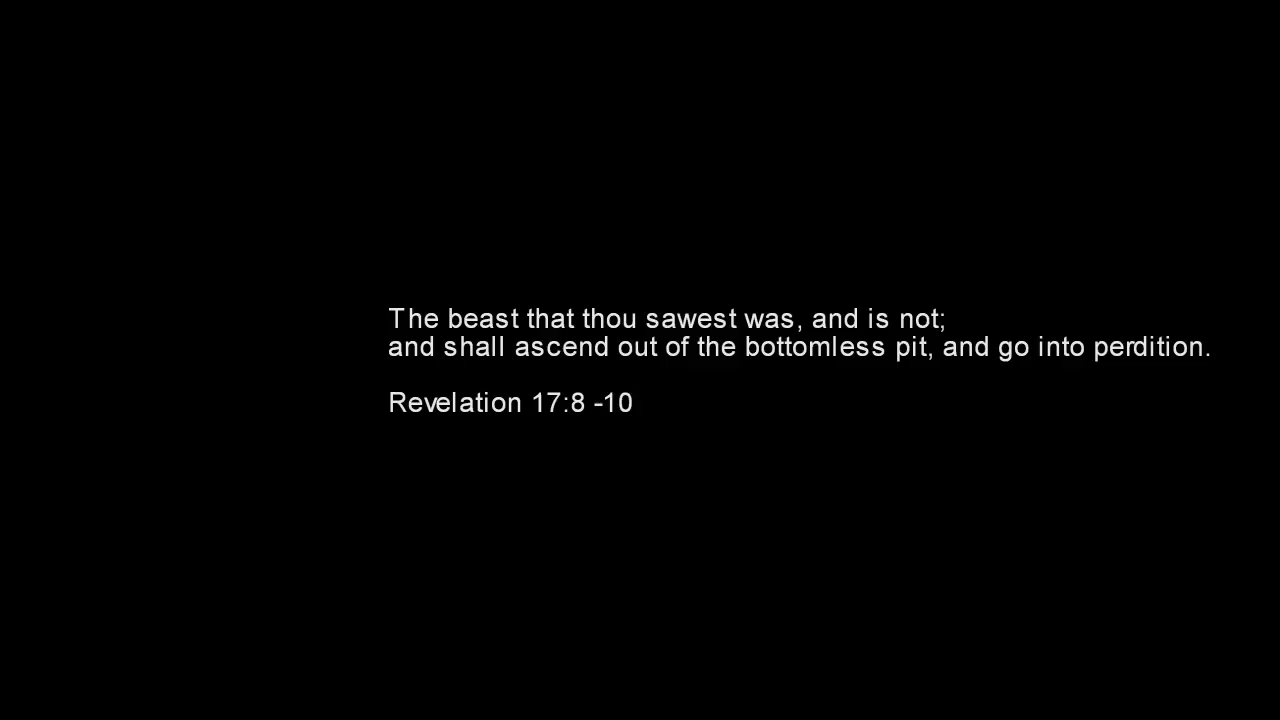 The beast that thou sawest was, and is not;
and shall ascend out of the bottomless pit, and go into perdition.
Revelation 17:8 -10